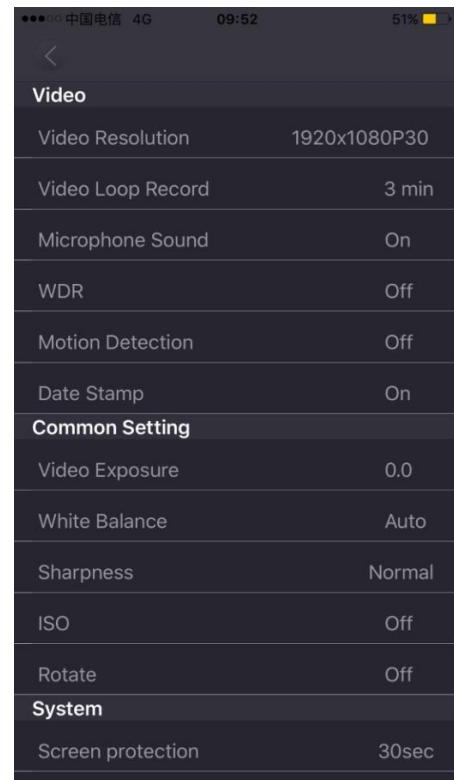 中国电信 4G 09:52 51%
Video
Video Resolution 1920x1080P30
Video Loop Record 3 min
Microphone Sound On
WDR Off
Motion Detection Off
Date Stamp On
Common Setting
Video Exposure 0.0
White Balance Auto
Sharpness Normal
ISO Off
Rotate Off
System
Screen protection 30sec